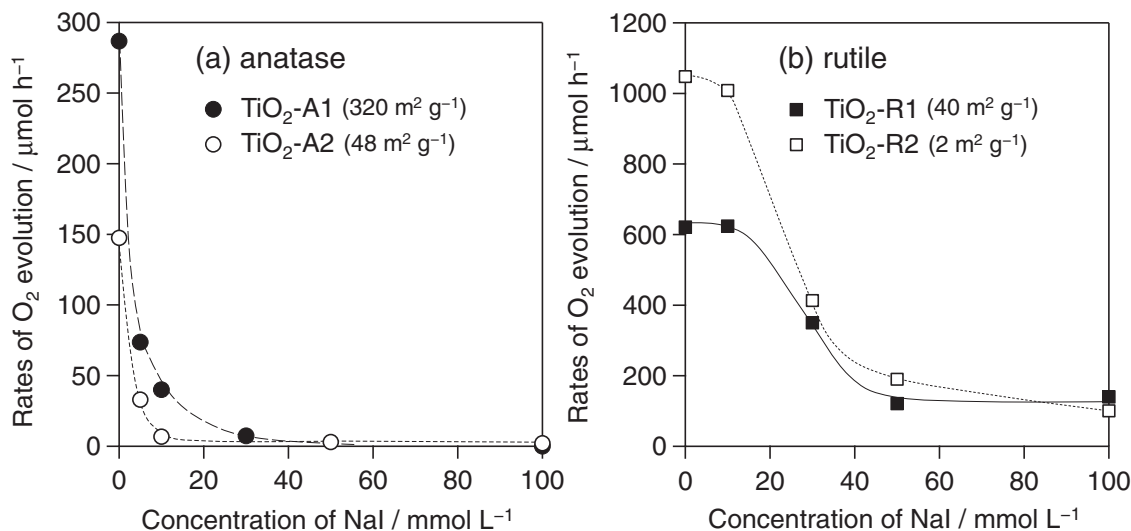 (a) anatase
TiO₂-A1 (320 m² g⁻¹)
TiO₂-A2 (48 m² g⁻¹)
Rates of O₂ evolution / μmol h⁻¹
300
250
200
150
100
50
0
0 20 40 60 80 100
Concentration of NaI / mmol L⁻¹
(b) rutile
TiO₂-R1 (40 m² g⁻¹)
TiO₂-R2 (2 m² g⁻¹)
Rates of O₂ evolution / μmol h⁻¹
1200
1000
800
600
400
200
0
0 20 40 60 80 100
Concentration of NaI / mmol L⁻¹